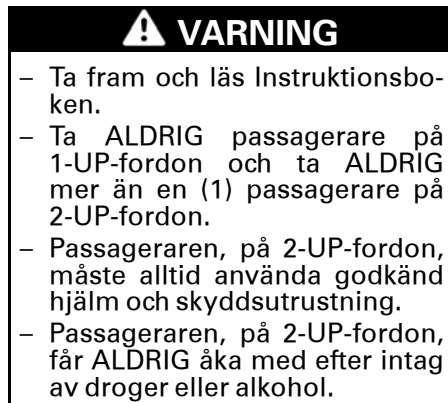 VARNING
– Ta fram och läs Instruktionsbo-
ken.
– Ta ALDRIG passagerare på
1-UP-fordon och ta ALDRIG
mer än en (1) passagerare på
2-UP-fordon.
– Passageraren, på 2-UP-fordon,
måste alltid använda godkänd
hjälm och skyddsutrustning.
– Passageraren, på 2-UP-fordon,
får ALDRIG åka med efter intag
av droger eller alkohol.